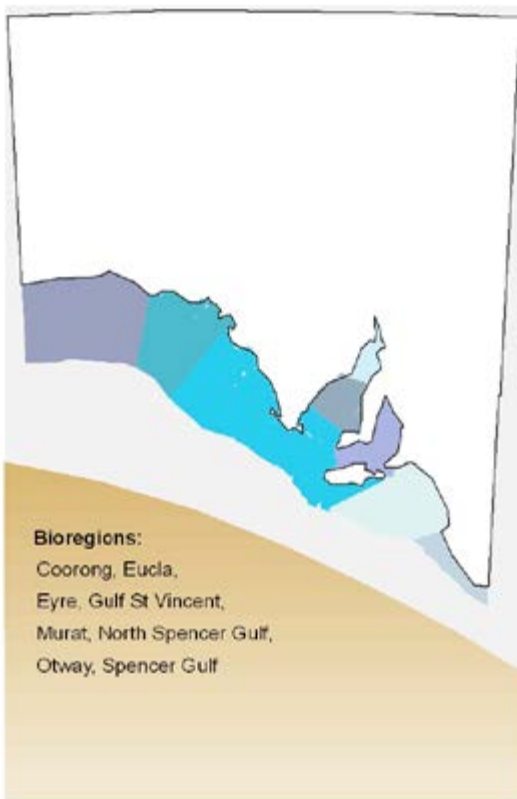 Bioregions:
Coorong, Eucla,
Eyre, Gulf St Vincent,
Murat, North Spencer Gulf,
Otway, Spencer Gulf